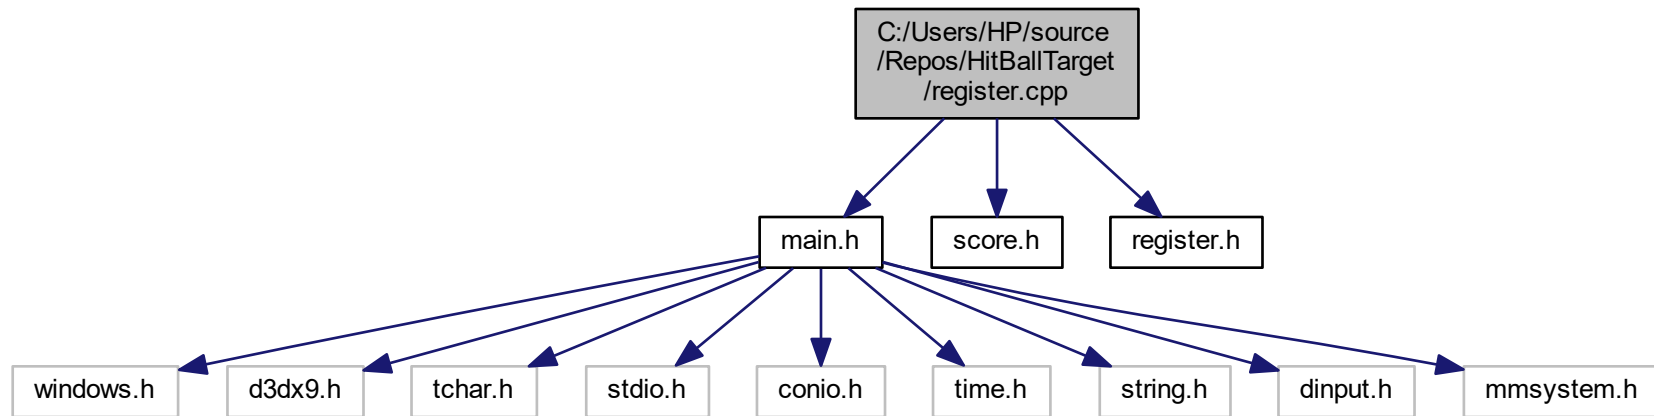 C:/Users/HP/source
/Repos/HitBallTarget
/register.cpp
main.h
score.h
register.h
windows.h
d3dx9.h
tchar.h
stdio.h
conio.h
time.h
string.h
dinput.h
mmsystem.h